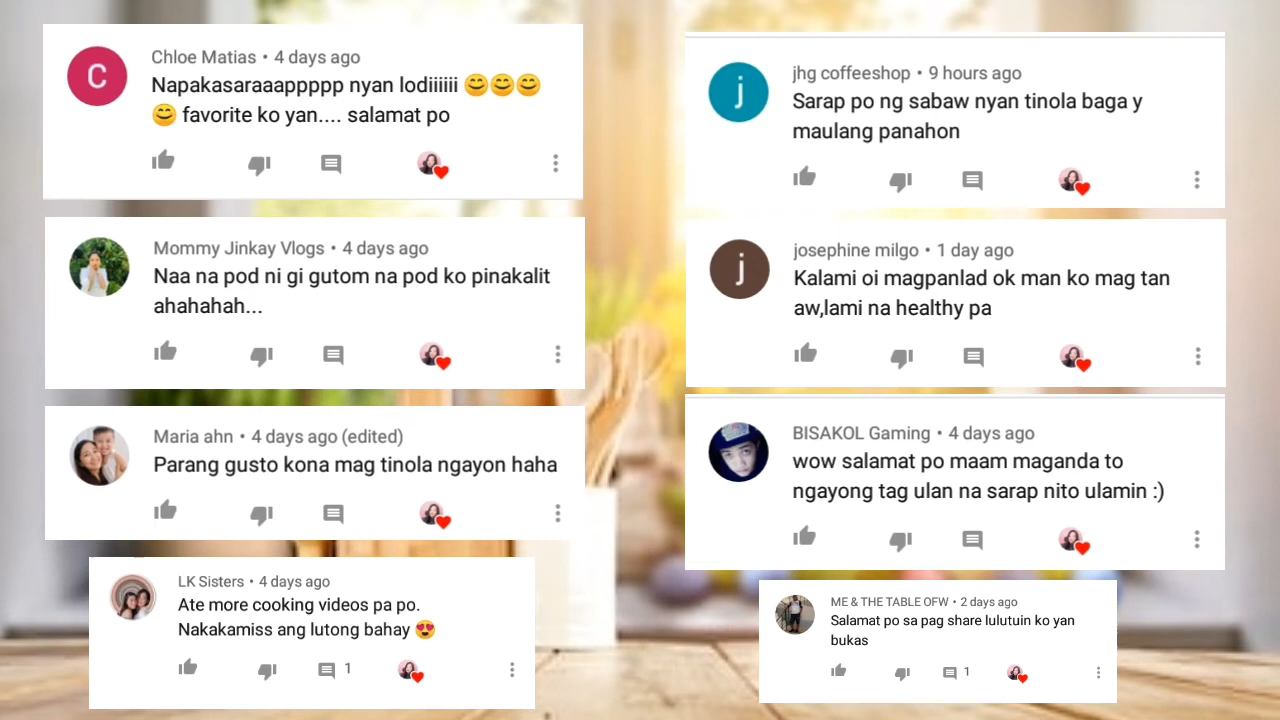 Chloe Matias • 4 days ago
Napakasaraaappppp nyan lodiiiiii 😊😊😊
😊 favorite ko yan.... salamat po
Mommy Jinkay Vlogs • 4 days ago
Naa na pod ni gi gutom na pod ko pinakalit
ahahahah...
Maria ahn • 4 days ago (edited)
Parang gusto kona mag tinola ngayon haha
LK Sisters • 4 days ago
Ate more cooking videos pa po.
Nakakamiss ang lutong bahay 😍
1
jhg coffeeshop • 9 hours ago
Sarap po ng sabaw nyan tinola baga y
maulang panahon
josephine milgo • 1 day ago
Kalami oi magpanlad ok man ko mag tan
aw,lami na healthy pa
BISAKOL Gaming • 4 days ago
wow salamat po maam maganda to
ngayong tag ulan na sarap nito ulamin :)
ME & THE TABLE OFW • 2 days ago
Salamat po sa pag share lulutuin ko yan
bukas
1
C
j
j